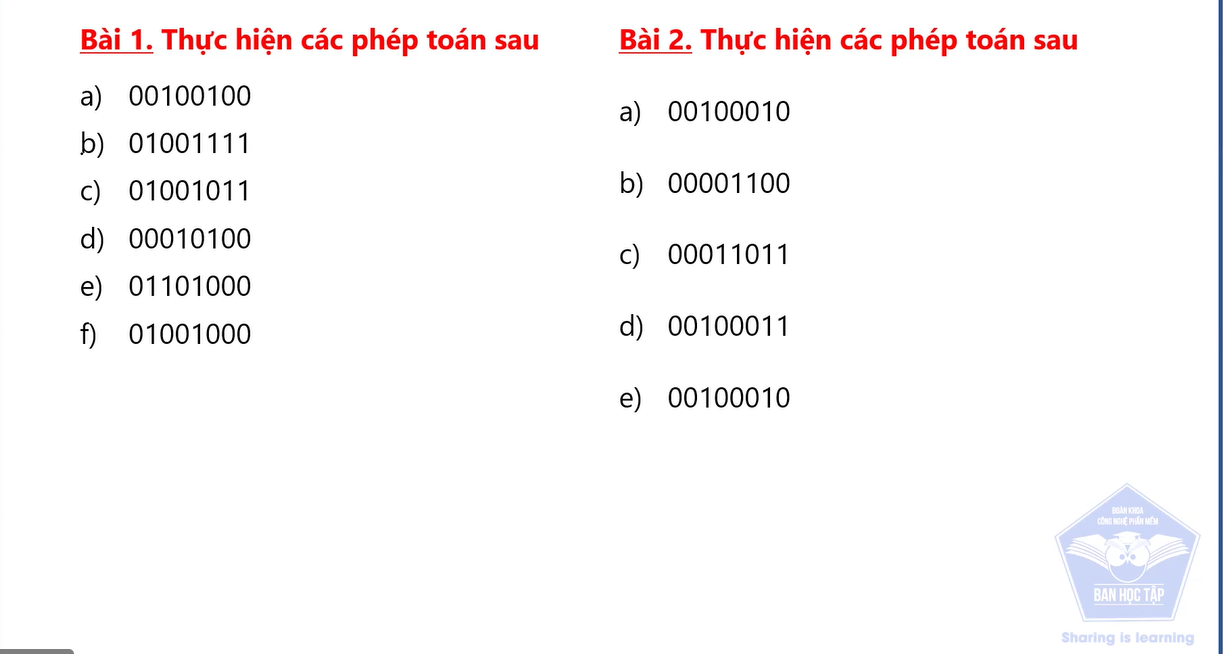 Bài 1. Thực hiện các phép toán sau
a) 00100100
b) 01001111
c) 01001011
d) 00010100
e) 01101000
f) 01001000
Bài 2. Thực hiện các phép toán sau
a) 00100010
b) 00001100
c) 00011011
d) 00100011
e) 00100010
ĐOÀN KHOA
CÔNG NGHỆ PHẦN MỀM
BAN HỌC TẬP
Sharing is learning